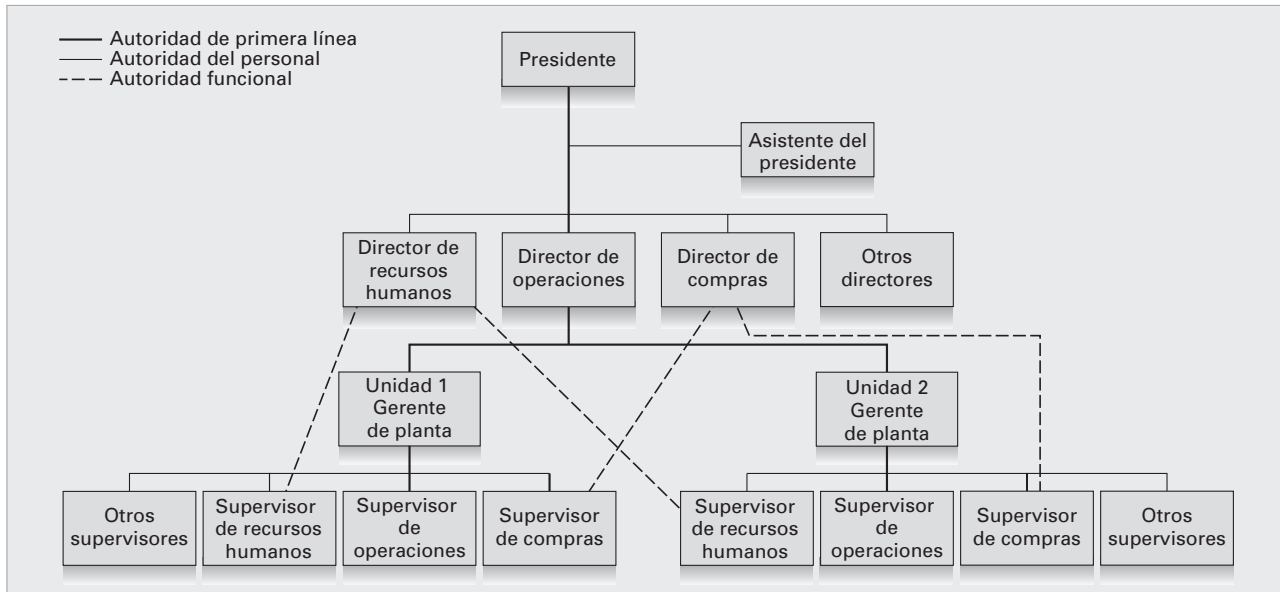 Autoridad de primera línea
Autoridad del personal
Autoridad funcional
Presidente
Asistente del
presidente
Director de
recursos
humanos
Director de
operaciones
Director de
compras
Otros
directores
Unidad 1
Gerente
de planta
Unidad 2
Gerente
de planta
Otros
supervisores
Supervisor
de recursos
humanos
Supervisor
de
operaciones
Supervisor
de compras
Supervisor
de recursos
humanos
Supervisor
de
operaciones
Supervisor
de compras
Otros
supervisores